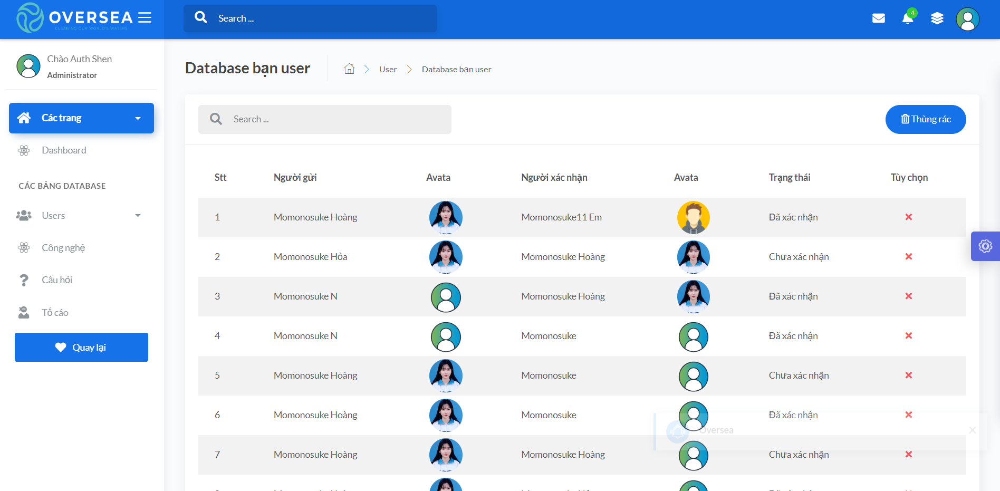 OVERSEA
CLEANING OUR WORLD'S WATERS
Search ...
4
Chào Auth Shen
Administrator
Các trang
Dashboard
CÁC BẢNG DATABASE
Users
Công nghệ
Câu hỏi
Tố cáo
Quay lại
Database bạn user
User
Database bạn user
Search ...
Thùng rác
Stt Người gửi Avata Người xác nhận Avata Trạng thái Tùy chọn
1 Momonosuke Hoàng Momonosuke11 Em Đã xác nhận
2 Momonosuke Hỏa Momonosuke Hoàng Chưa xác nhận
3 Momonosuke N Momonosuke Hoàng Đã xác nhận
4 Momonosuke N Momonosuke Đã xác nhận
5 Momonosuke Hoàng Momonosuke Chưa xác nhận
6 Momonosuke Hoàng Momonosuke Đã xác nhận
Oversea
7 Momonosuke Hoàng Momonosuke Hoàng Chưa xác nhận